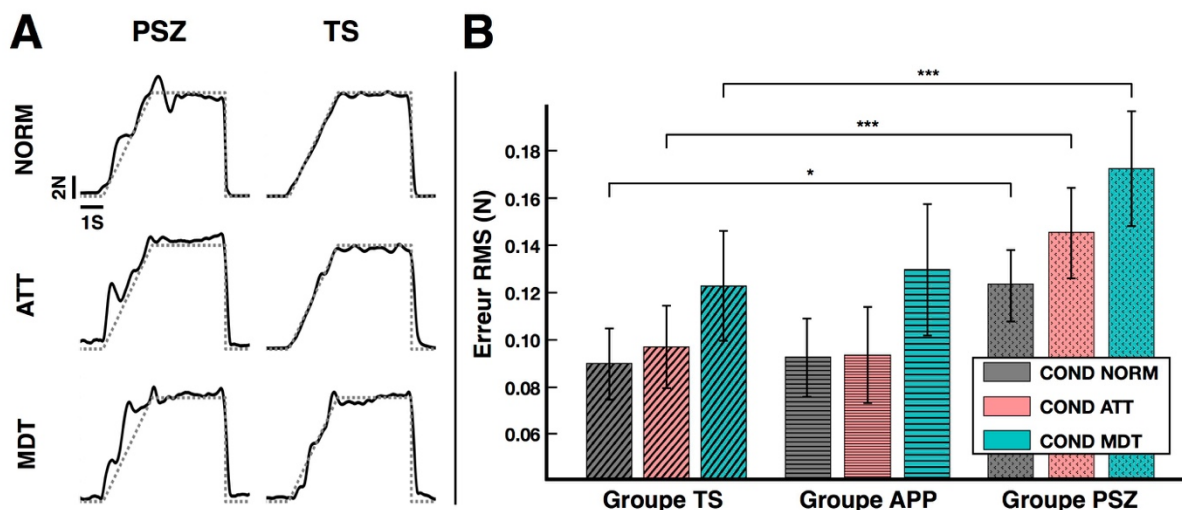 A
PSZ
TS
NORM
2N
1S
ATT
MDT
B
***
***
*
Erreur RMS (N)
0.18
0.16
0.14
0.12
0.10
0.08
0.06
COND NORM
COND ATT
COND MDT
Groupe TS
Groupe APP
Groupe PSZ